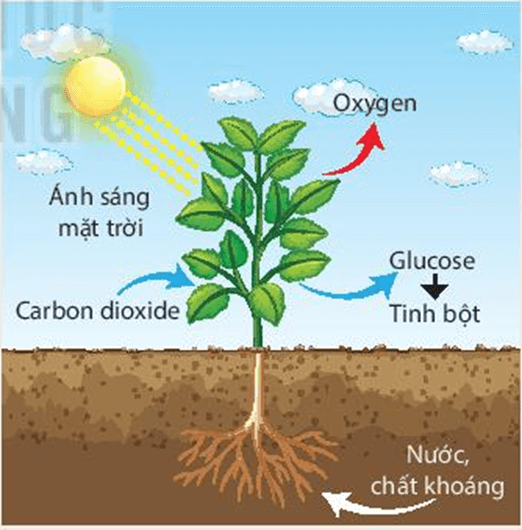 Oxygen
Ánh sáng
mặt trời
Glucose
Carbon dioxide
Tinh bột
Nước,
chất khoáng